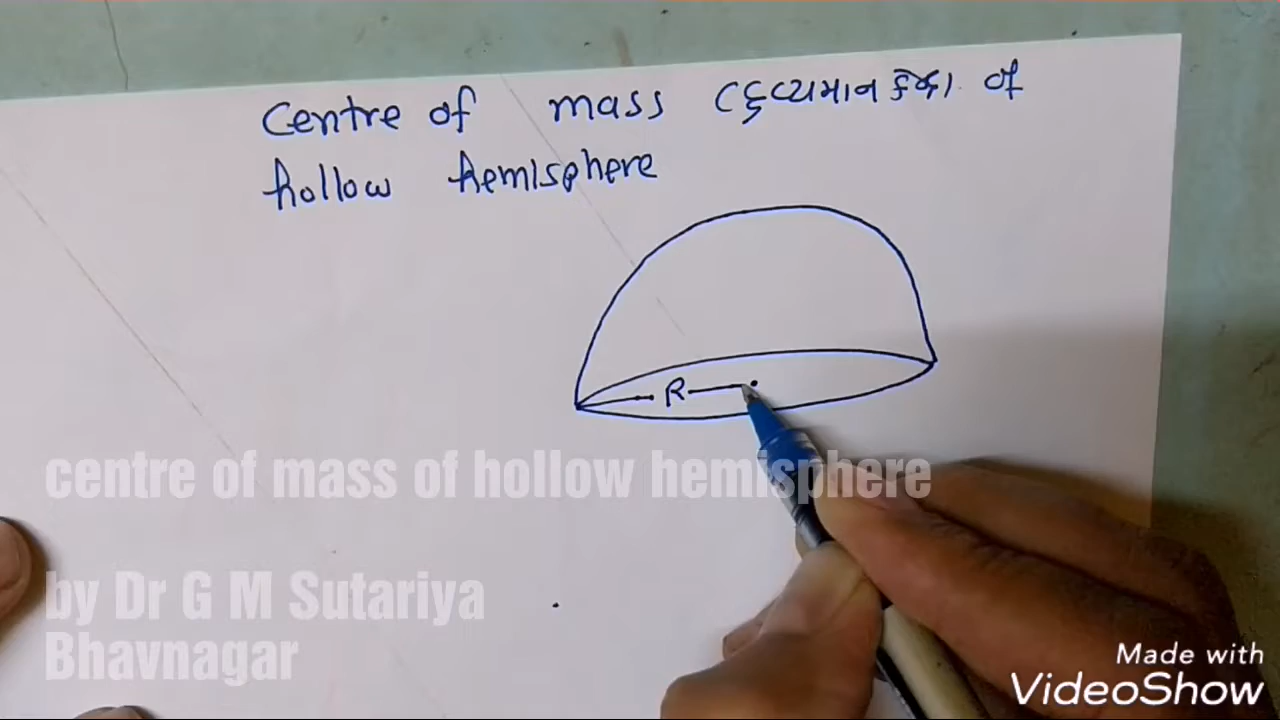 Centre of mass (દ્રવ્યમાન કેન્દ્ર) of
hollow hemisphere
R
centre of mass of hollow hemisphere
by Dr G M Sutariya
Bhavnagar
Made with
VideoShow